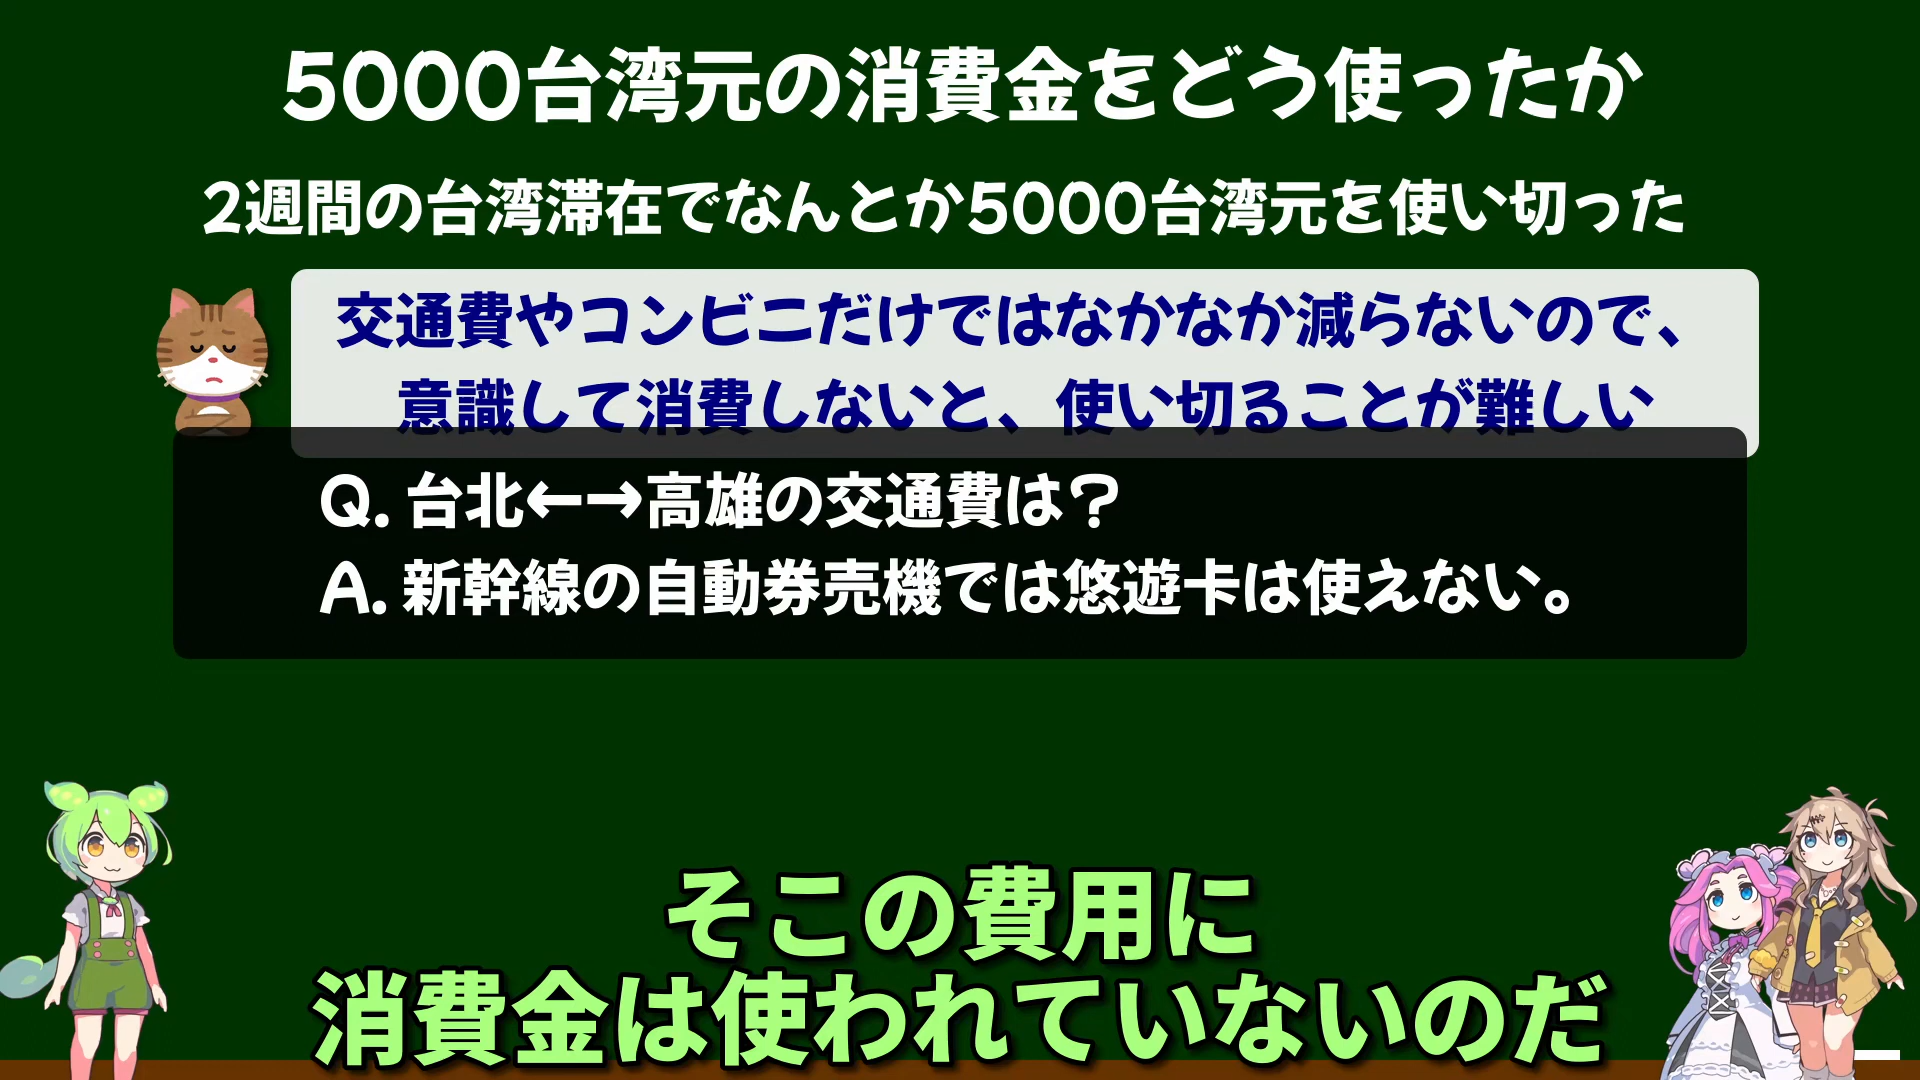 5000台湾元の消費金をどう使ったか
2週間の台湾滞在でなんとか5000台湾元を使い切った
交通費やコンビニだけではなかなか減らないので、
意識して消費しないと、使い切ることが難しい
Q. 台北←→高雄の交通費は？
A. 新幹線の自動券売機では悠遊卡は使えない。
そこの費用に
消費金は使われていないのだ